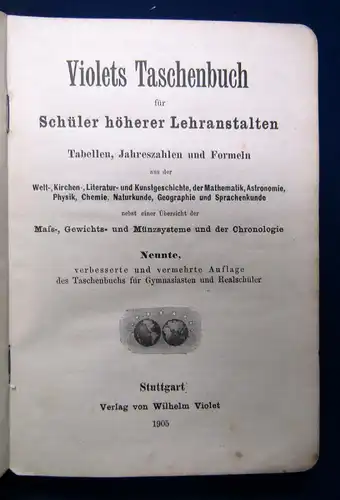 Violets Taschenbuch
für
Schüler höherer Lehranstalten
Tabellen, Jahreszahlen und Formeln
aus der
Welt-, Kirchen-, Literatur- und Kunstgeschichte, der Mathematik, Astronomie,
Physik, Chemie, Naturkunde, Geographie und Sprachenkunde
nebst einer Übersicht der
Maß-, Gewichts- und Münzsysteme und der Chronologie
Neunte,
verbesserte und vermehrte Auflage
des Taschenbuchs für Gymnasiasten und Realschüler
Stuttgart
Verlag von Wilhelm Violet
1905